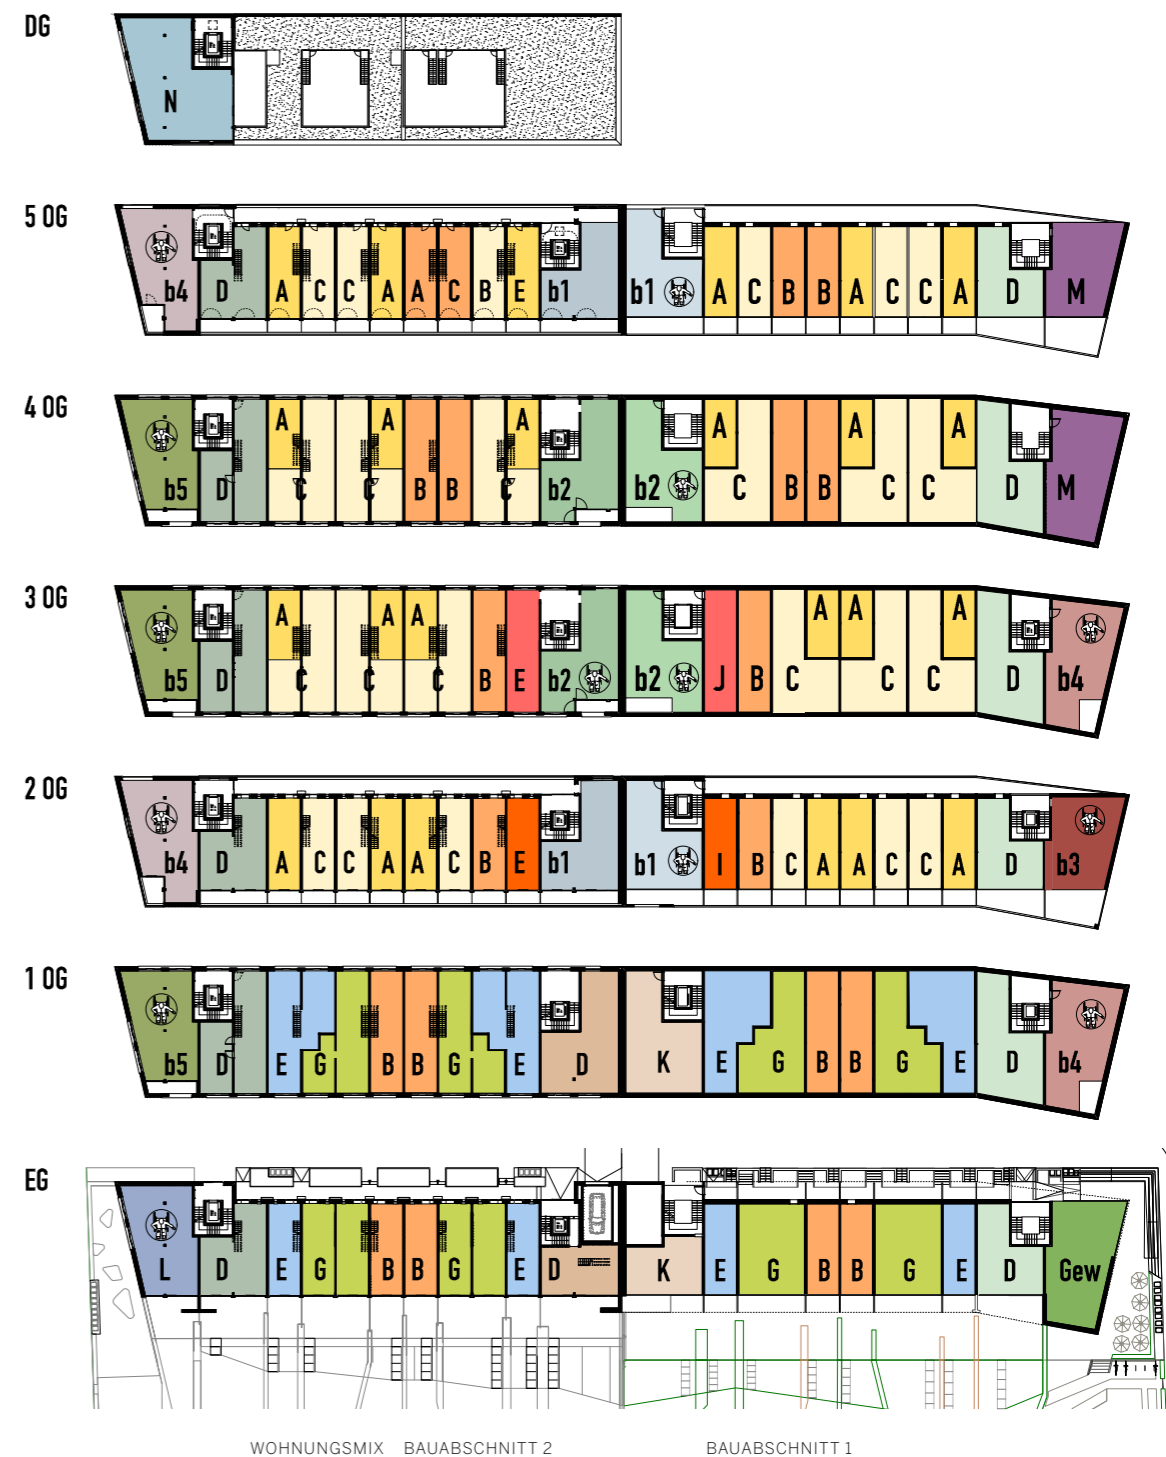 DG
N
5 OG
b4 D A C C A A C B E b1 b1 A C B B A C C A D M
4 OG
A A A A A A
b5 D C C B B C b2 b2 C B B C C D M
3 OG
A A A A A A
b5 D C C C B E b2 b2 J B C C C D b4
2 OG
b4 D A C C A A C B E b1 b1 I B C A A C C A D b3
1 OG
b5 D E G B B G E D K E G B B G E D b4
EG
L D E G B B G E D K E G B B G E D Gew
WOHNUNGSMIX BAUABSCHNITT 2 BAUABSCHNITT 1